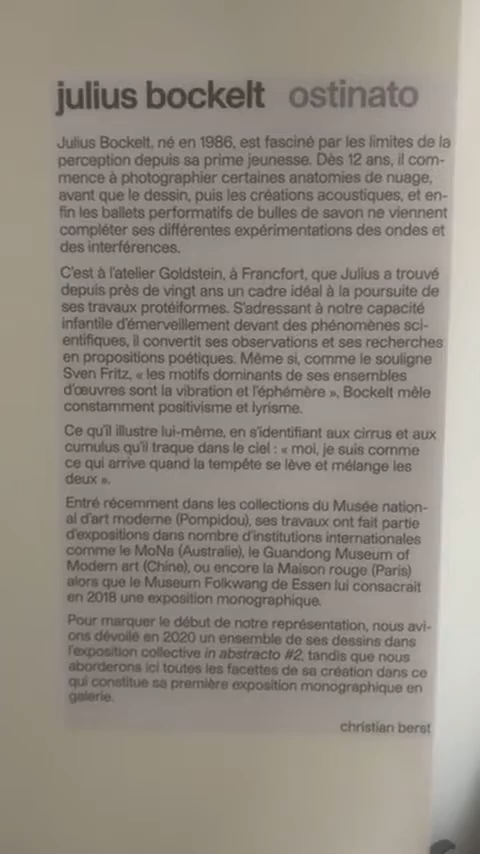 julius bockelt ostinato
Julius Bockelt, né en 1986, est fasciné par les limites de la
perception depuis sa prime jeunesse. Dès 12 ans, il com-
mence à photographier certaines anatomies de nuage,
avant que le dessin, puis les créations acoustiques, et en-
fin les ballets performatifs de bulles de savon ne viennent
compléter ses différentes expérimentations des ondes et
des interférences.
C'est à l'atelier Goldstein, à Francfort, que Julius a trouvé
depuis près de vingt ans un cadre idéal à la poursuite de
ses travaux protéiformes. S'adressant à notre capacité
infantile d'émerveillement devant des phénomènes sci-
entifiques, il convertit ses observations et ses recherches
en propositions poétiques. Même si, comme le souligne
Sven Fritz, « les motifs dominants de ses ensembles
d'œuvres sont la vibration et l'éphémère », Bockelt mêle
constamment positivisme et lyrisme.
Ce qu'il illustre lui-même, en s'identifiant aux cirrus et aux
cumulus qu'il traque dans le ciel : « moi, je suis comme
ce qui arrive quand la tempête se lève et mélange les
deux ».
Entré récemment dans les collections du Musée nation-
al d'art moderne (Pompidou), ses travaux ont fait partie
d'expositions dans nombre d'institutions internationales
comme le MoNa (Australie), le Guandong Museum of
Modern art (Chine), ou encore la Maison rouge (Paris)
alors que le Museum Folkwang de Essen lui consacrait
en 2018 une exposition monographique.
Pour marquer le début de notre représentation, nous avi-
ons dévoilé en 2020 un ensemble de ses dessins dans
l'exposition collective in abstracto #2, tandis que nous
aborderons ici toutes les facettes de sa création dans ce
qui constitue sa première exposition monographique en
galerie.
christian berst